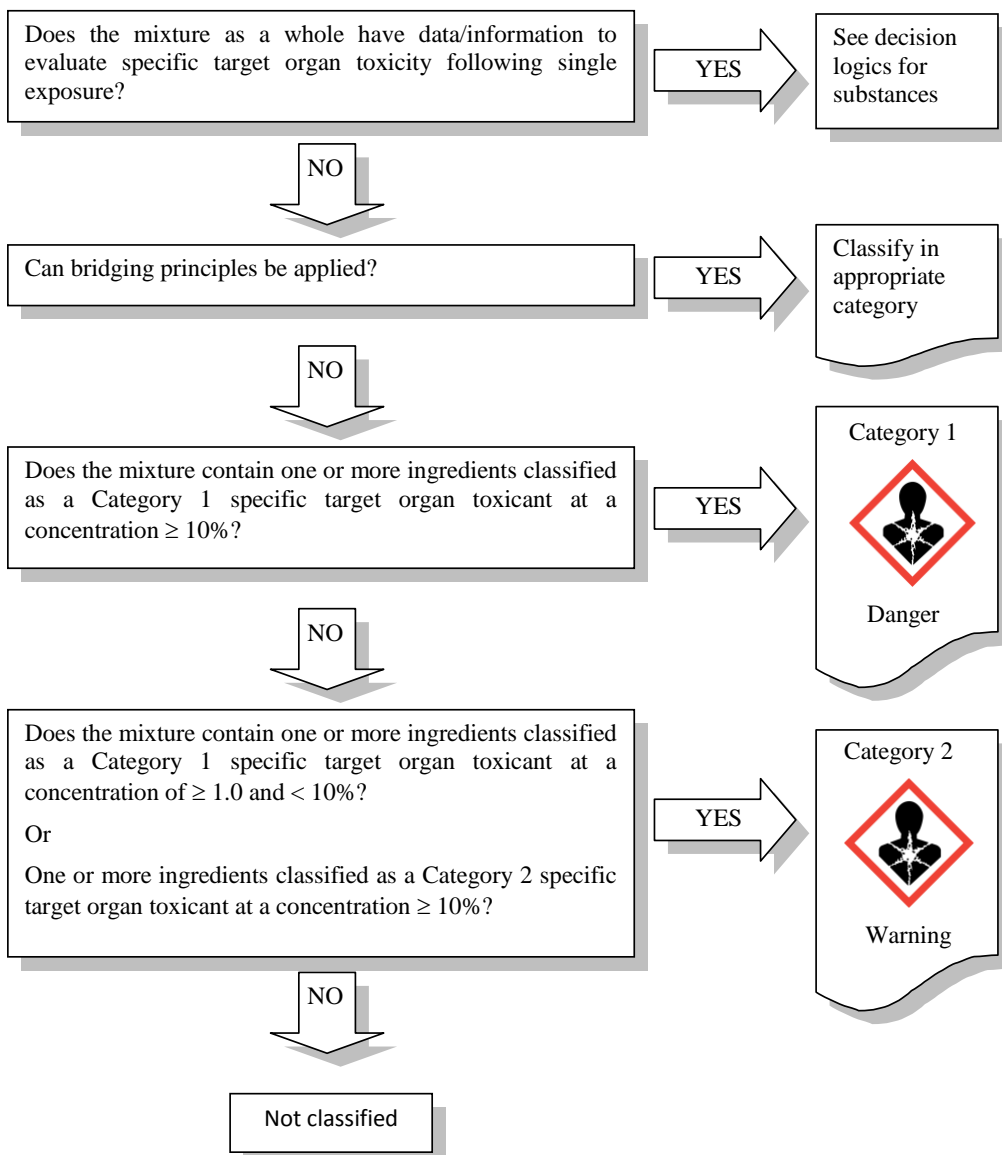 Does the mixture as a whole have data/information to
evaluate specific target organ toxicity following single
exposure?
YES
See decision
logics for
substances
NO
Can bridging principles be applied?
YES
Classify in
appropriate
category
NO
Does the mixture contain one or more ingredients classified
as a Category 1 specific target organ toxicant at a
concentration ≥ 10%?
YES
Category 1
Danger
NO
Does the mixture contain one or more ingredients classified
as a Category 1 specific target organ toxicant at a
concentration of ≥ 1.0 and < 10%?
Or
One or more ingredients classified as a Category 2 specific
target organ toxicant at a concentration ≥ 10%?
YES
Category 2
Warning
NO
Not classified